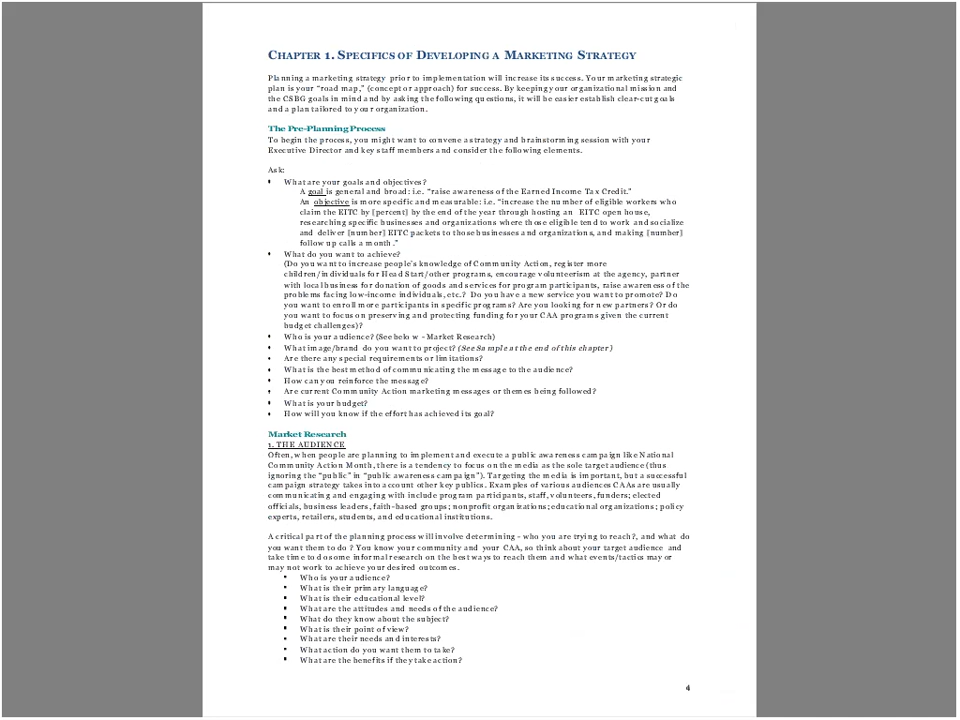 CHAPTER 1. SPECIFICS OF DEVELOPING A MARKETING STRATEGY
Planning a marketing strategy prior to implementation will increase its success. Your marketing strategic
plan is your “road map,” (concept or approach) for success. By keeping your organizational mission and
the CSBG goals in mind and by asking the following questions, it will be easier establish clear-cut goals
and a plan tailored to your organization.
The Pre-Planning Process
To begin the process, you might want to convene a strategy and brainstorming session with your
Executive Director and key staff members and consider the following elements.
Ask:
• What are your goals and objectives?
A goal is general and broad: i.e. “raise awareness of the Earned Income Tax Credit.”
An objective is more specific and measurable: i.e. “increase the number of eligible workers who
claim the EITC by [percent] by the end of the year through hosting an EITC open house,
researching specific businesses and organizations where those eligible tend to work and socialize
and deliver [number] EITC packets to those businesses and organizations, and making [number]
follow up calls a month.”
• What do you want to achieve?
(Do you want to increase people’s knowledge of Community Action, register more
children/individuals for Head Start/other programs, encourage volunteerism at the agency, partner
with local business for donation of goods and services for program participants, raise awareness of the
problems facing low-income individuals, etc.? Do you have a new service you want to promote? Do
you want to enroll more participants in specific programs? Are you looking for new partners? Or do
you want to focus on preserving and protecting funding for your CAA programs given the current
budget challenges)?
• Who is your audience? (See below - Market Research)
• What image/brand do you want to project? (See Sample at the end of this chapter)
• Are there any special requirements or limitations?
• What is the best method of communicating the message to the audience?
• How can you reinforce the message?
• Are current Community Action marketing messages or themes being followed?
• What is your budget?
• How will you know if the effort has achieved its goal?
Market Research
1. THE AUDIENCE
Often, when people are planning to implement and execute a public awareness campaign like National
Community Action Month, there is a tendency to focus on the media as the sole target audience (thus
ignoring the “public” in “public awareness campaign”). Targeting the media is important, but a successful
campaign strategy takes into account other key publics. Examples of various audiences CAAs are usually
communicating and engaging with include program participants, staff, volunteers, funders; elected
officials, business leaders, faith-based groups; nonprofit organizations; educational organizations; policy
experts, retailers, students, and educational institutions.
A critical part of the planning process will involve determining - who you are trying to reach?, and what do
you want them to do ? You know your community and your CAA, so think about your target audience and
take time to do some informal research on the best ways to reach them and what events/tactics may or
may not work to achieve your desired outcomes.
▪ Who is your audience?
▪ What is their primary language?
▪ What is their educational level?
▪ What are the attitudes and needs of the audience?
▪ What do they know about the subject?
▪ What is their point of view?
▪ What are their needs and interests?
▪ What action do you want them to take?
▪ What are the benefits if they take action?
4